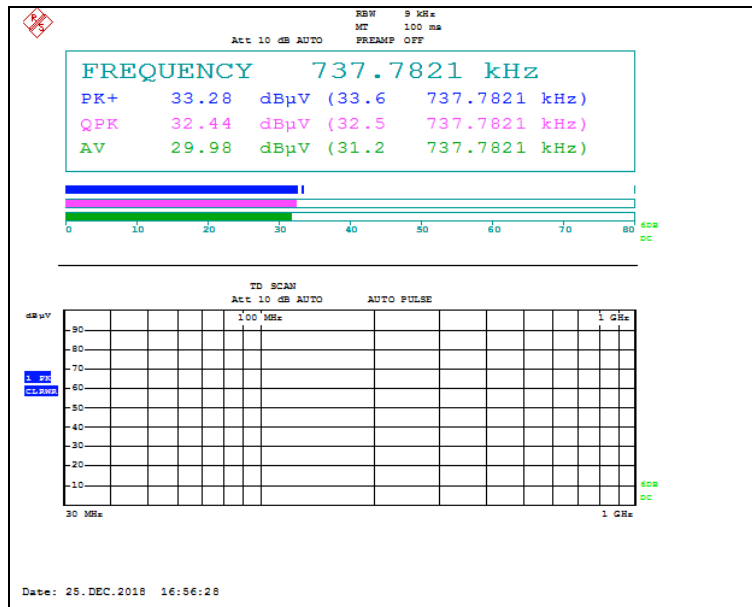 RBW 9 kHz
MT 100 ms
Att 10 dB AUTO PREAMP OFF
FREQUENCY 737.7821 kHz
PK+ 33.28 dBµV (33.6 737.7821 kHz)
QPK 32.44 dBµV (32.5 737.7821 kHz)
AV 29.98 dBµV (31.2 737.7821 kHz)
0 10 20 30 40 50 60 70 80
6DB
DC
TD SCAN
Att 10 dB AUTO AUTO PULSE
dBµV
100 MHz 1 GHz
90
80
70
1 PK
60
CLRWR
50
40
30
20
10
6DB
DC
30 MHz 1 GHz
Date: 25.DEC.2018 16:56:28